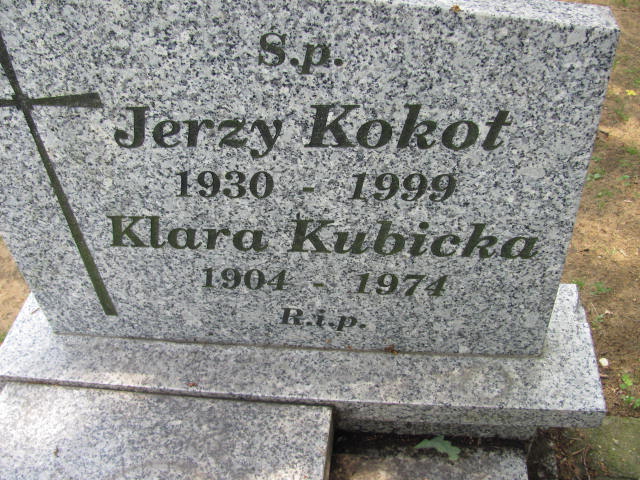 S.p.
Jerzy Kokot
1930 - 1999
Klara Kubicka
1904 - 1974
R.i.p.